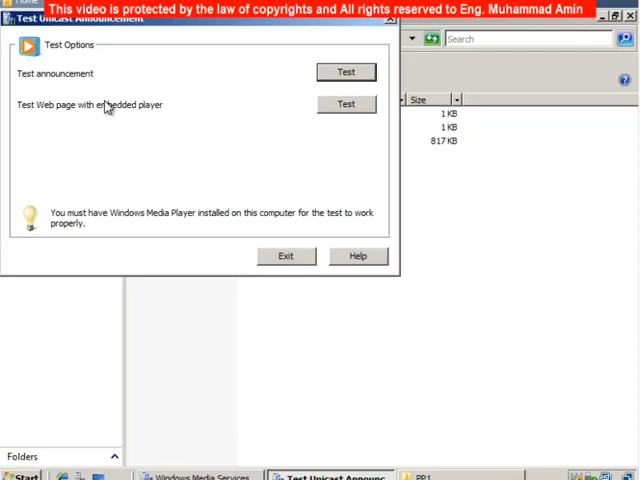 Home
This video is protected by the law of copyrights and All rights reserved to Eng. Muhammad Amin
Test Unicast Announcement
Test Options
Search
Test announcement
Test
Size
Test Web page with embedded player
Test
1 KB
1 KB
817 KB
You must have Windows Media Player installed on this computer for the test to work
properly.
Exit
Help
Folders
Start
Windows Media Services
Test Unicast Announc...
PP1